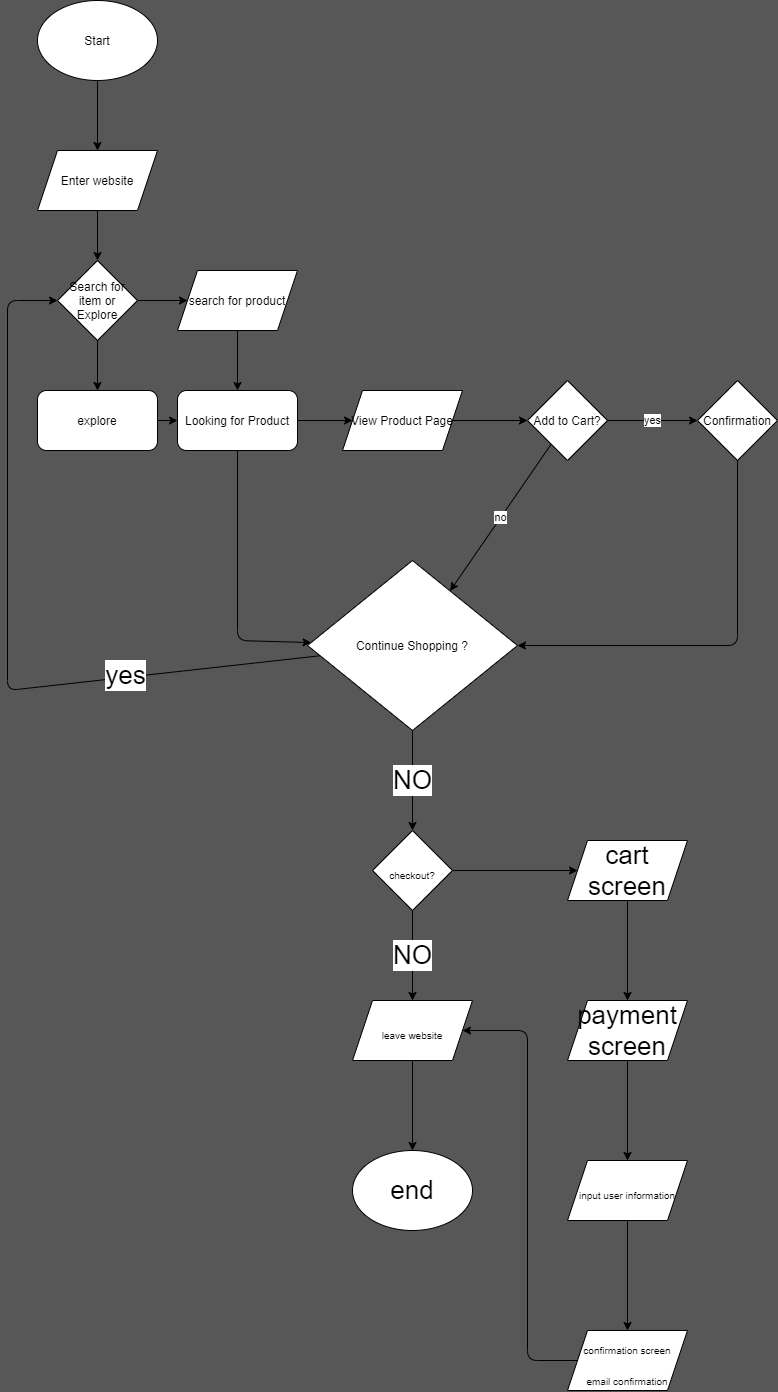 Start
Enter website
Search for
item or
Explore
search for product
explore
Looking for Product
View Product Page
Add to Cart?
yes
Confirmation
no
Continue Shopping ?
yes
NO
checkout?
cart
screen
NO
leave website
payment
screen
end
input user information
confirmation screen
email confirmation